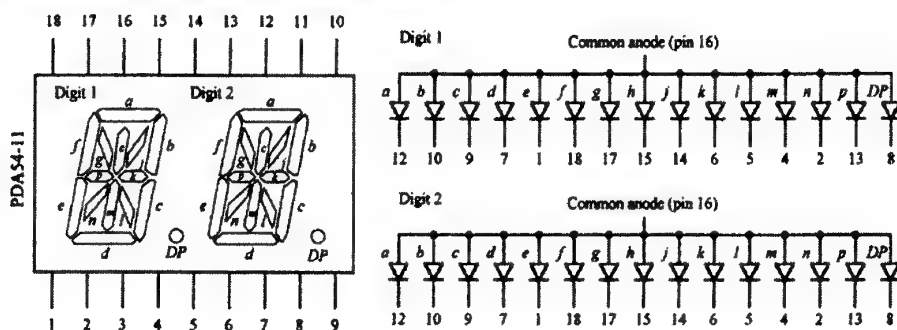 18 17 16 15 14 13 12 11 10
PDA54-11
Digit 1 Digit 2
a a
f b f b
g g
e c e c
n m l n m l
d DP d DP
1 2 3 4 5 6 7 8 9
Digit 1 Common anode (pin 16)
a b c d e f g h j k l m n p DP
12 10 9 7 1 18 17 15 14 6 5 4 2 13 8
Digit 2 Common anode (pin 16)
a b c d e f g h j k l m n p DP
12 10 9 7 1 18 17 15 14 6 5 4 2 13 8